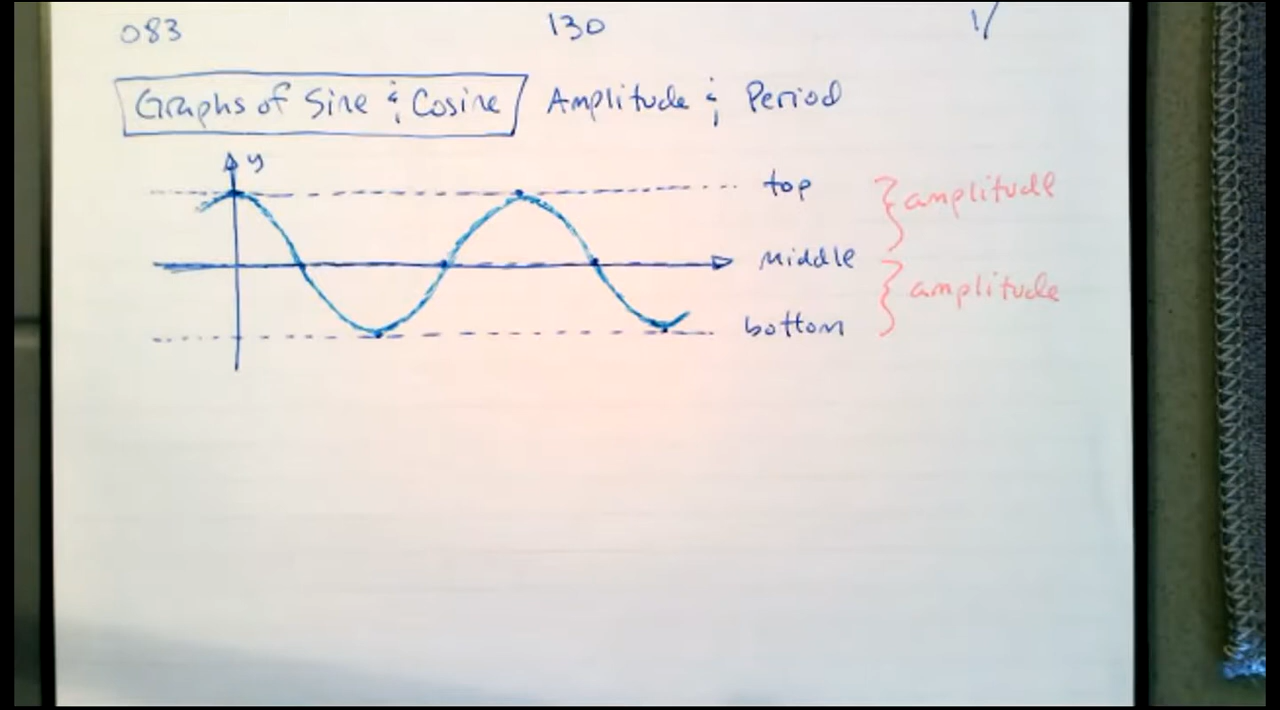 083 130 1/
Graphs of Sine & Cosine Amplitude & Period
y
top } amplitude
middle
} amplitude
bottom